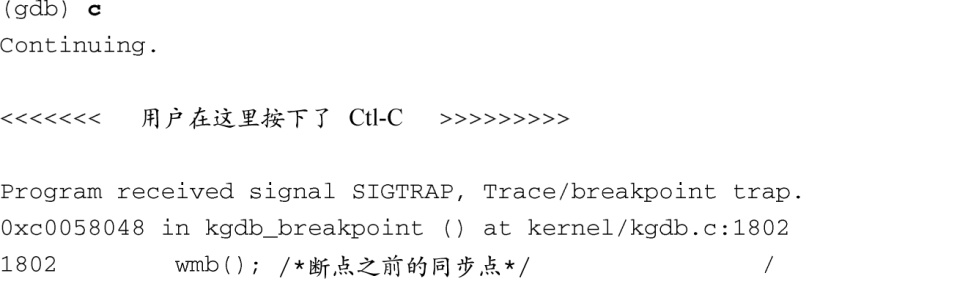 (gdb) c
Continuing.
<<<<<<< 用户在这里按下了 Ctl-C >>>>>>>>>
Program received signal SIGTRAP, Trace/breakpoint trap.
0xc0058048 in kgdb_breakpoint () at kernel/kgdb.c:1802
1802 wmb(); /*断点之前的同步点*/ /